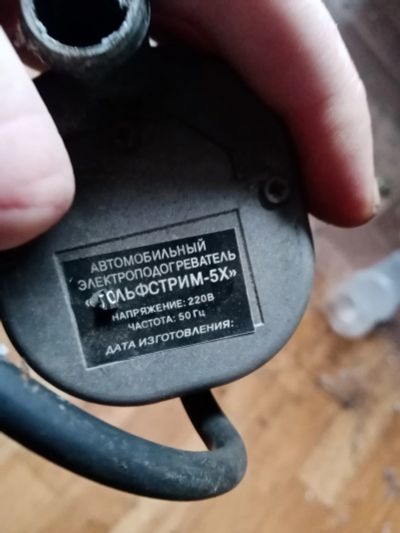 АВТОМОБИЛЬНЫЙ
ЭЛЕКТРОПОДОГРЕВАТЕЛЬ
«ГОЛЬФСТРИМ-5Х»
НАПРЯЖЕНИЕ: 220В
ЧАСТОТА: 50 Гц
ДАТА ИЗГОТОВЛЕНИЯ: